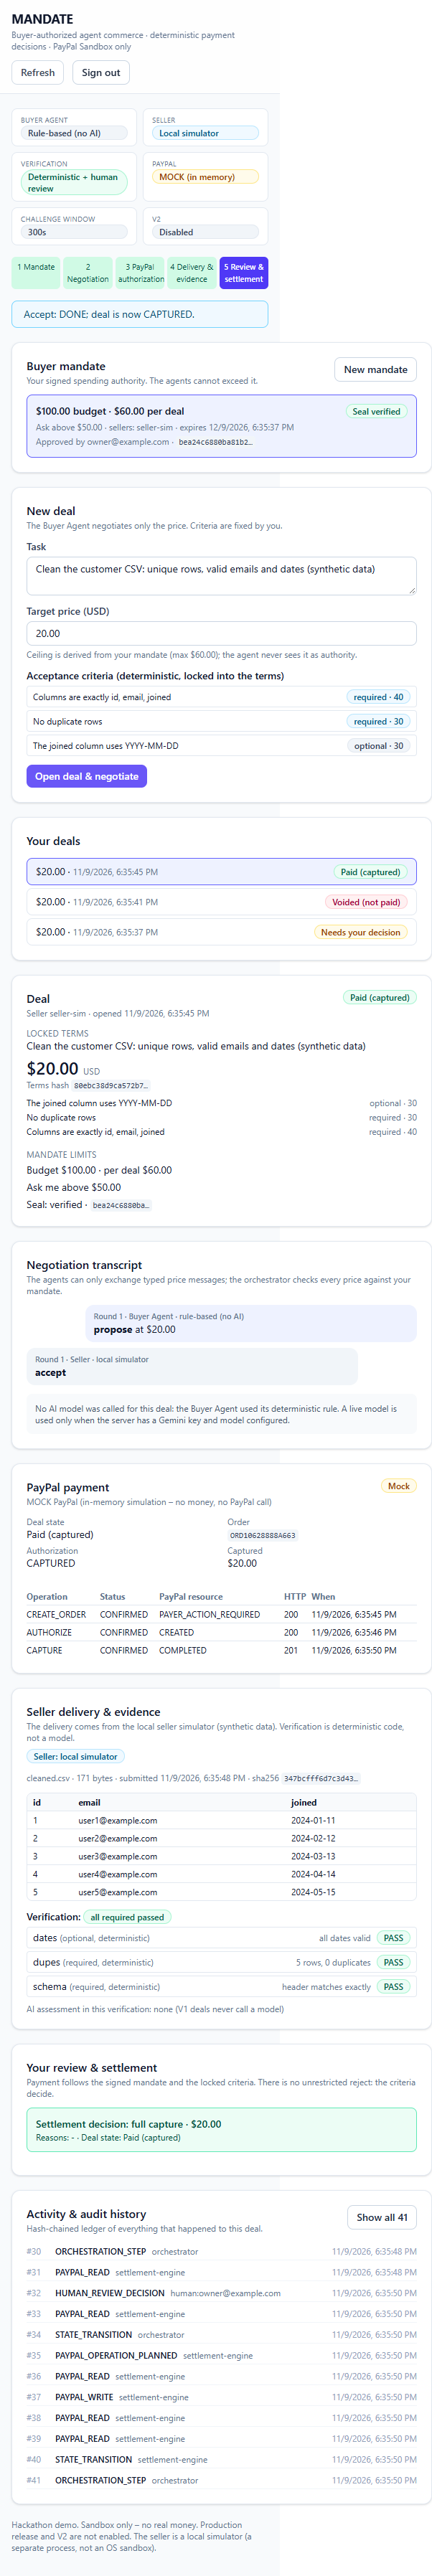 MANDATE
Buyer-authorized agent commerce · deterministic payment
decisions · PayPal Sandbox only
Refresh
Sign out
BUYER AGENT
Rule-based (no AI)
SELLER
Local simulator
VERIFICATION
Deterministic + human
review
PAYPAL
MOCK (in memory)
CHALLENGE WINDOW
300s
V2
Disabled
1 Mandate
2
Negotiation
3 PayPal
authorization
4 Delivery &
evidence
5 Review &
settlement
Accept: DONE; deal is now CAPTURED.
Buyer mandate
Your signed spending authority. The agents cannot exceed it.
New mandate
$100.00 budget · $60.00 per deal
Seal verified
Ask above $50.00 · sellers: seller-sim · expires 12/9/2026, 6:35:37 PM
Approved by owner@example.com · bea24c6880ba81b2…
New deal
The Buyer Agent negotiates only the price. Criteria are fixed by you.
Task
Clean the customer CSV: unique rows, valid emails and dates (synthetic data)
Target price (USD)
20.00
Ceiling is derived from your mandate (max $60.00); the agent never sees it as authority.
Acceptance criteria (deterministic, locked into the terms)
Columns are exactly id, email, joined required · 40
No duplicate rows required · 30
The joined column uses YYYY-MM-DD optional · 30
Open deal & negotiate
Your deals
$20.00 · 11/9/2026, 6:35:45 PM Paid (captured)
$20.00 · 11/9/2026, 6:35:41 PM Voided (not paid)
$20.00 · 11/9/2026, 6:35:37 PM Needs your decision
Deal
Paid (captured)
Seller seller-sim · opened 11/9/2026, 6:35:45 PM
LOCKED TERMS
Clean the customer CSV: unique rows, valid emails and dates (synthetic data)
$20.00 USD
Terms hash 80ebc38d9ca572b7…
The joined column uses YYYY-MM-DD optional · 30
No duplicate rows required · 30
Columns are exactly id, email, joined required · 40
MANDATE LIMITS
Budget $100.00 · per deal $60.00
Ask me above $50.00
Seal: verified · bea24c6880ba…
Negotiation transcript
The agents can only exchange typed price messages; the orchestrator checks every price against your
mandate.
Round 1 · Buyer Agent · rule-based (no AI)
propose at $20.00
Round 1 · Seller · local simulator
accept
No AI model was called for this deal: the Buyer Agent used its deterministic rule. A live model is
used only when the server has a Gemini key and model configured.
PayPal payment
Mock
MOCK PayPal (in-memory simulation – no money, no PayPal call)
Deal state
Paid (captured)
Order
ORD10628888A663
Authorization
CAPTURED
Captured
$20.00
Operation Status PayPal resource HTTP When
CREATE_ORDER CONFIRMED PAYER_ACTION_REQUIRED 200 11/9/2026, 6:35:45 PM
AUTHORIZE CONFIRMED CREATED 200 11/9/2026, 6:35:46 PM
CAPTURE CONFIRMED COMPLETED 201 11/9/2026, 6:35:50 PM
Seller delivery & evidence
The delivery comes from the local seller simulator (synthetic data). Verification is deterministic code,
not a model.
Seller: local simulator
cleaned.csv · 171 bytes · submitted 11/9/2026, 6:35:48 PM · sha256 347bcfff6d7c3d43…
id email joined
1 user1@example.com 2024-01-11
2 user2@example.com 2024-02-12
3 user3@example.com 2024-03-13
4 user4@example.com 2024-04-14
5 user5@example.com 2024-05-15
Verification: all required passed
dates (optional, deterministic) all dates valid PASS
dupes (required, deterministic) 5 rows, 0 duplicates PASS
schema (required, deterministic) header matches exactly PASS
AI assessment in this verification: none (V1 deals never call a model)
Your review & settlement
Payment follows the signed mandate and the locked criteria. There is no unrestricted reject: the criteria
decide.
Settlement decision: full capture · $20.00
Reasons: - · Deal state: Paid (captured)
Activity & audit history
Hash-chained ledger of everything that happened to this deal.
Show all 41
#30 ORCHESTRATION_STEP orchestrator 11/9/2026, 6:35:48 PM
#31 PAYPAL_READ settlement-engine 11/9/2026, 6:35:48 PM
#32 HUMAN_REVIEW_DECISION human:owner@example.com 11/9/2026, 6:35:50 PM
#33 PAYPAL_READ settlement-engine 11/9/2026, 6:35:50 PM
#34 STATE_TRANSITION orchestrator 11/9/2026, 6:35:50 PM
#35 PAYPAL_OPERATION_PLANNED settlement-engine 11/9/2026, 6:35:50 PM
#36 PAYPAL_READ settlement-engine 11/9/2026, 6:35:50 PM
#37 PAYPAL_WRITE settlement-engine 11/9/2026, 6:35:50 PM
#38 PAYPAL_READ settlement-engine 11/9/2026, 6:35:50 PM
#39 PAYPAL_READ settlement-engine 11/9/2026, 6:35:50 PM
#40 STATE_TRANSITION settlement-engine 11/9/2026, 6:35:50 PM
#41 ORCHESTRATION_STEP orchestrator 11/9/2026, 6:35:50 PM
Hackathon demo. Sandbox only – no real money. Production
release and V2 are not enabled. The seller is a local simulator (a
separate process, not an OS sandbox).